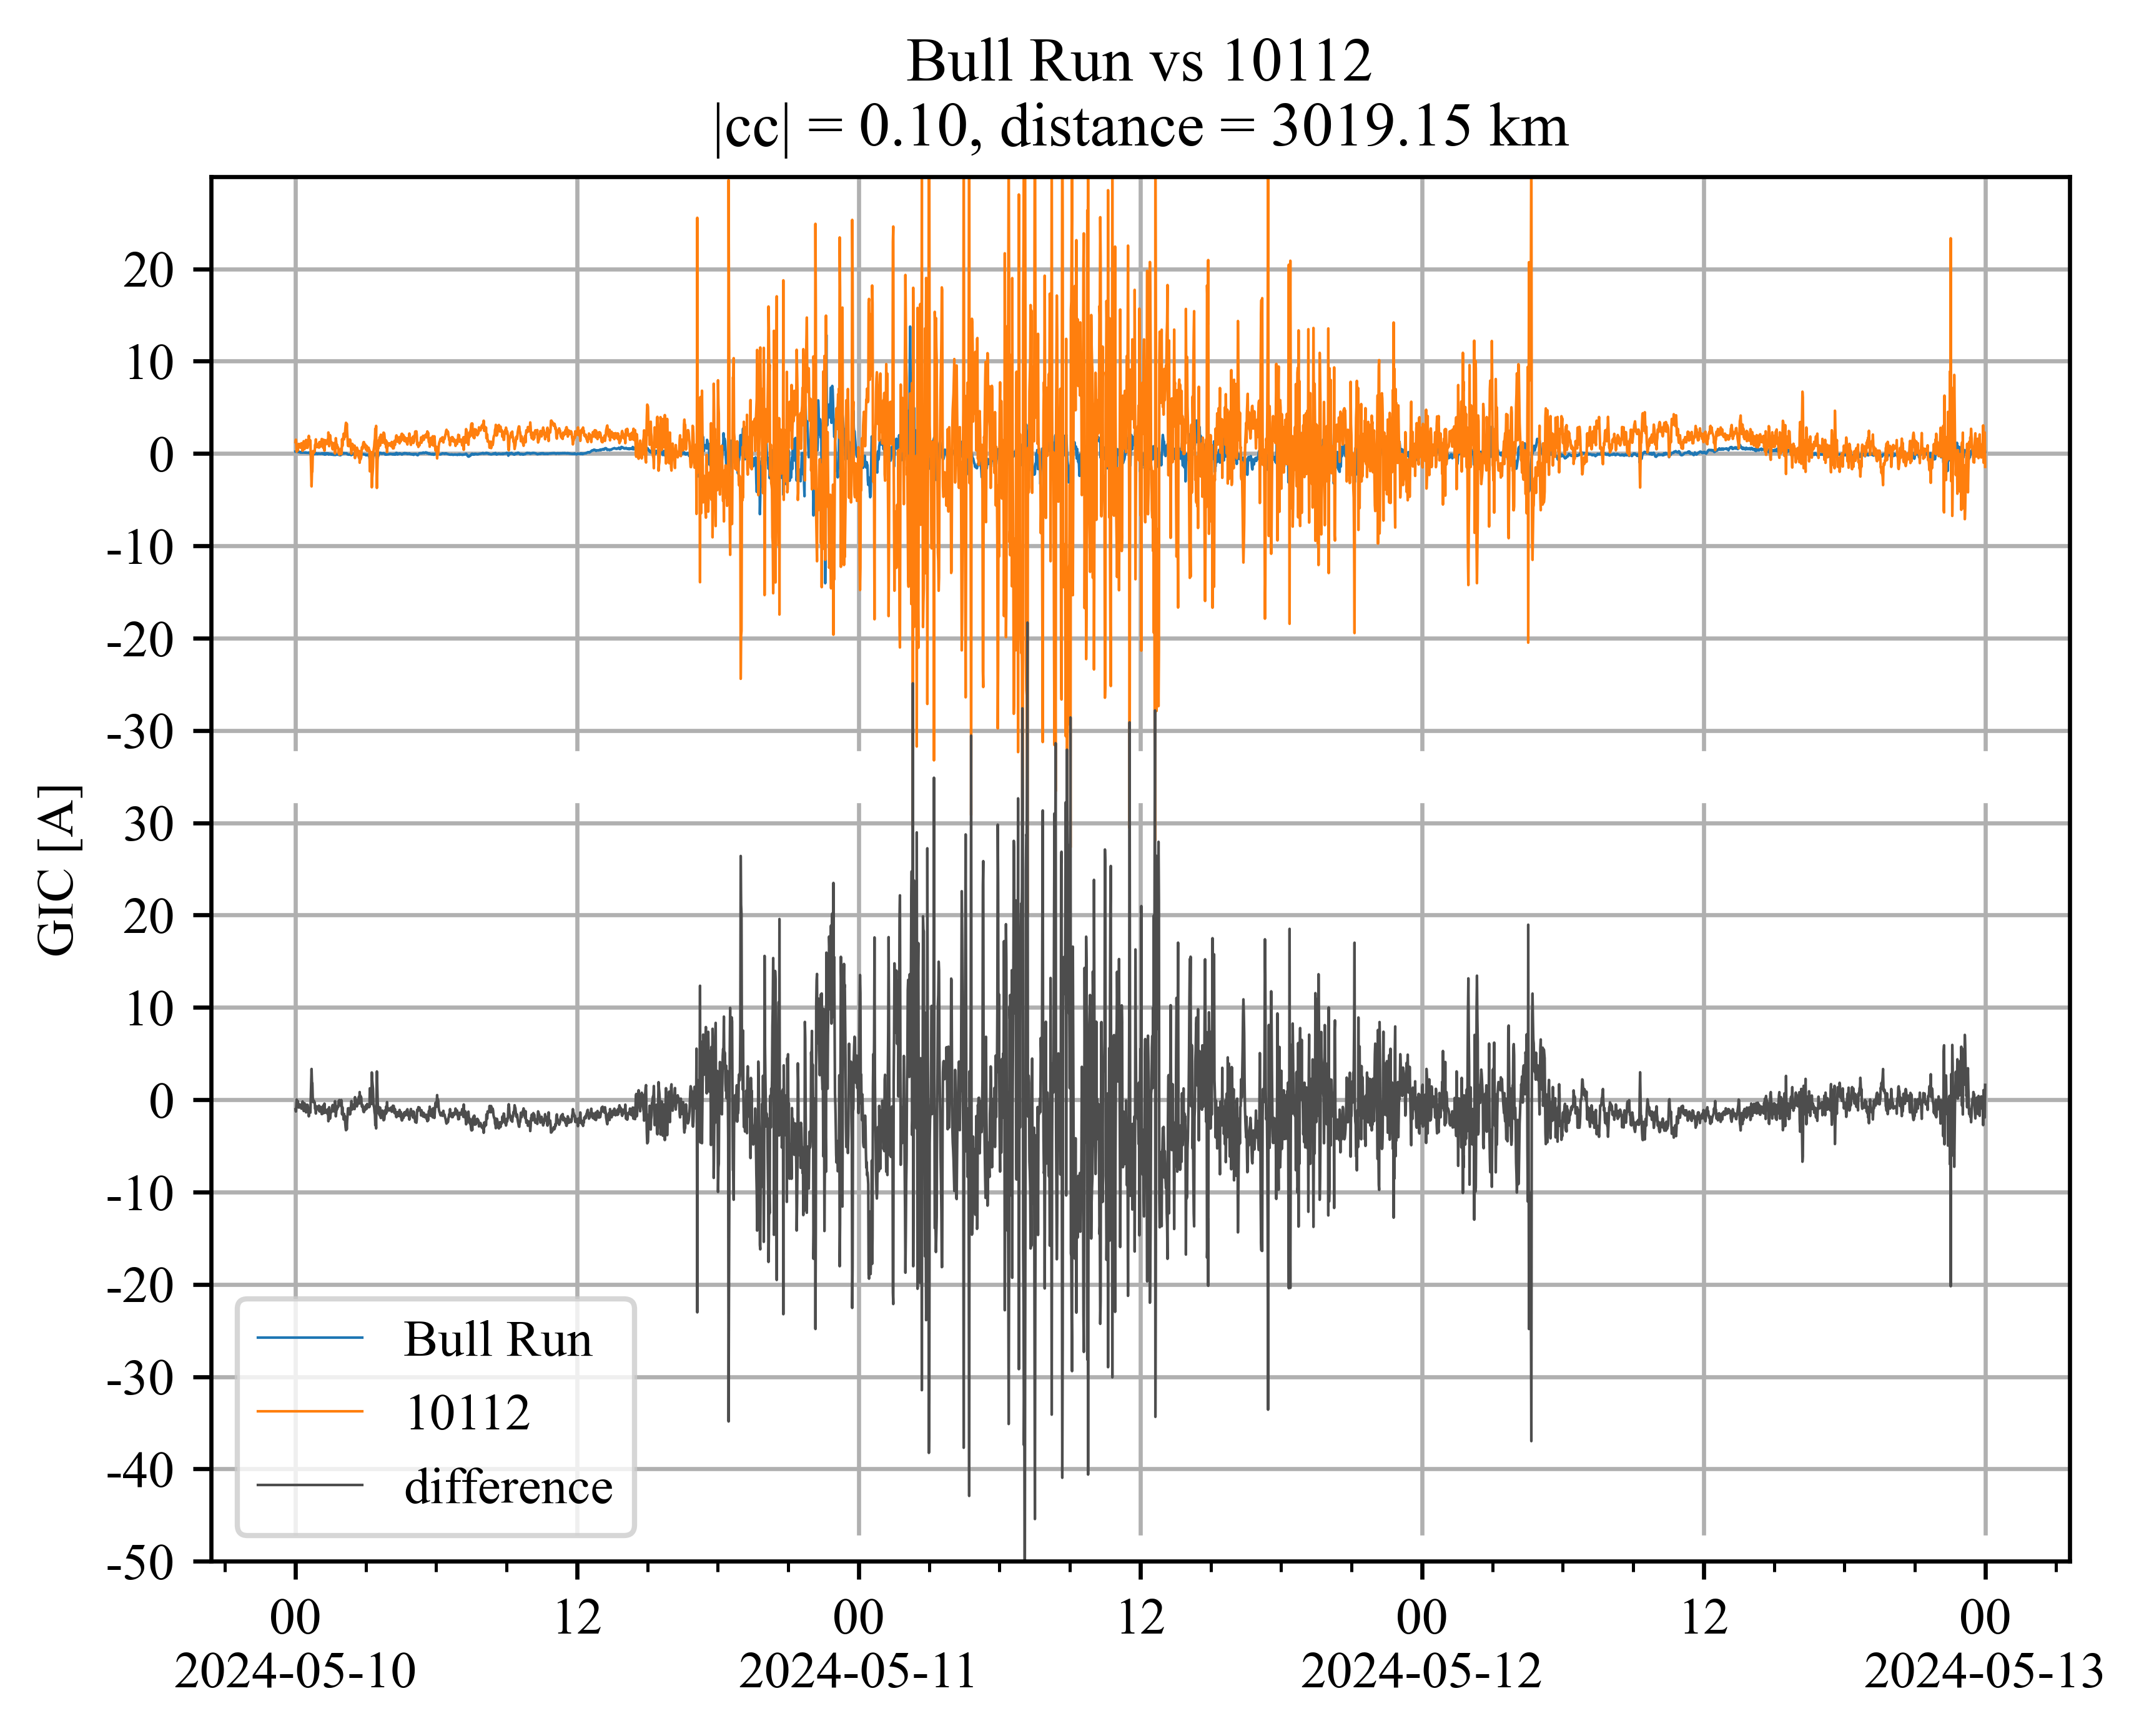 Bull Run vs 10112
|cc| = 0.10, distance = 3019.15 km
GIC [A]
20
10
0
-10
-20
-30
30
20
10
0
-10
-20
-30
-40
-50
Bull Run
10112
difference
00 12 00 12 00 12 00
2024-05-10 2024-05-11 2024-05-12 2024-05-13